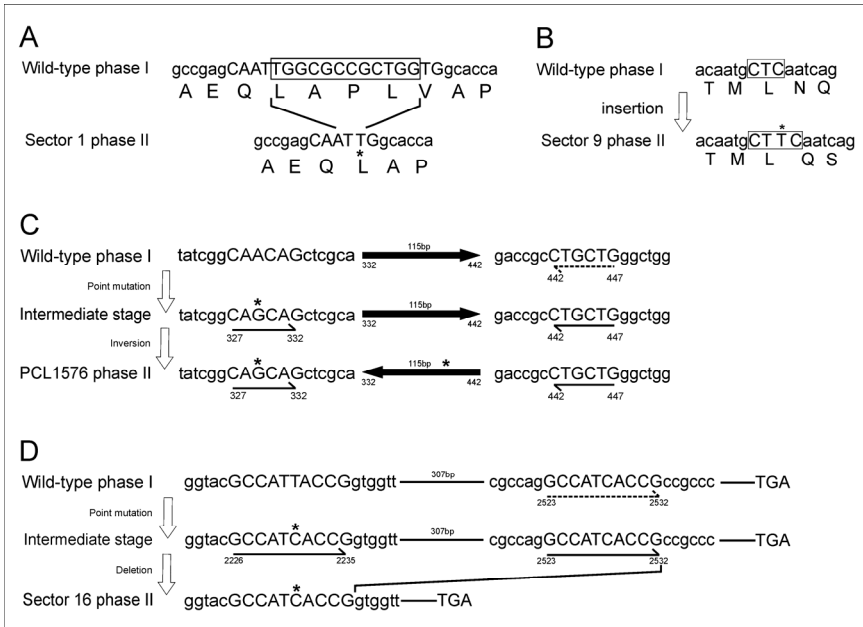 A
Wild-type phase I gccgagCAATTGGCGCCGCTGGTGgcacca
A E Q L A P L V A P
Sector 1 phase II gccgagCAATTGgcacca
*
A E Q L A P
B
Wild-type phase I acaatgCTCaatcag
T M L N Q
insertion
*
Sector 9 phase II acaatgCTTCaatcag
T M L Q S
C
Wild-type phase I tatcggCAACAGctcgca 115bp gaccgcCTGCTGggctgg
332 442 442 447
Point mutation
*
Intermediate stage tatcggCAGCAGctcgca 115bp gaccgcCTGCTGggctgg
327 332 332 442 442 447
Inversion
* *
PCL1576 phase II tatcggCAGCAGctcgca 115bp gaccgcCTGCTGggctgg
327 332 332 442 442 447
D
Wild-type phase I ggtacGCCATTACCGgtggtt 307bp cgccagGCCATCACCGccgccc TGA
2523 2532
Point mutation
*
Intermediate stage ggtacGCCATCACCGgtggtt 307bp cgccagGCCATCACCGccgccc TGA
2226 2235 2523 2532
Deletion
*
Sector 16 phase II ggtacGCCATCACCGgtggtt TGA